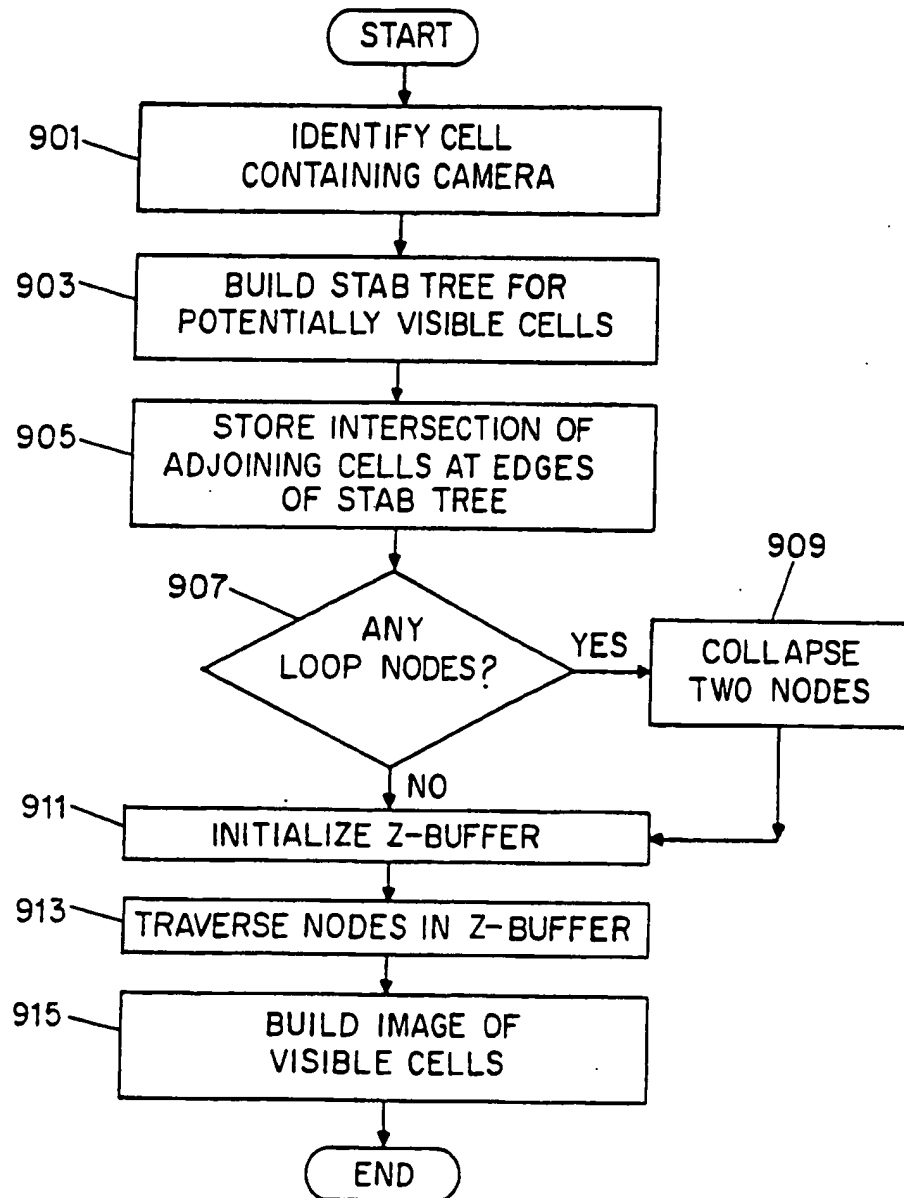 START
901
IDENTIFY CELL
CONTAINING CAMERA
903
BUILD STAB TREE FOR
POTENTIALLY VISIBLE CELLS
905
STORE INTERSECTION OF
ADJOINING CELLS AT EDGES
OF STAB TREE
907
ANY
LOOP NODES?
YES
909
COLLAPSE
TWO NODES
NO
911
INITIALIZE Z-BUFFER
913
TRAVERSE NODES IN Z-BUFFER
915
BUILD IMAGE OF
VISIBLE CELLS
END